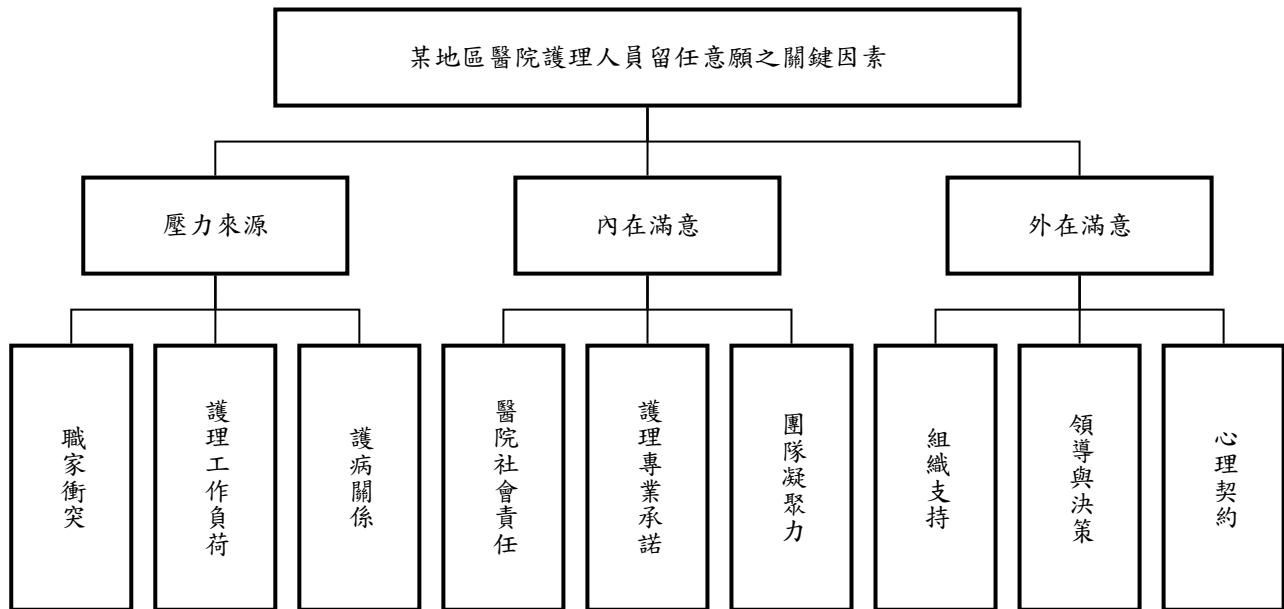 某地區醫院護理人員留任意願之關鍵因素
壓力來源
內在滿意
外在滿意
職家衝突
護理工作負荷
護病關係
醫院社會責任
護理專業承諾
團隊凝聚力
組織支持
領導與決策
心理契約